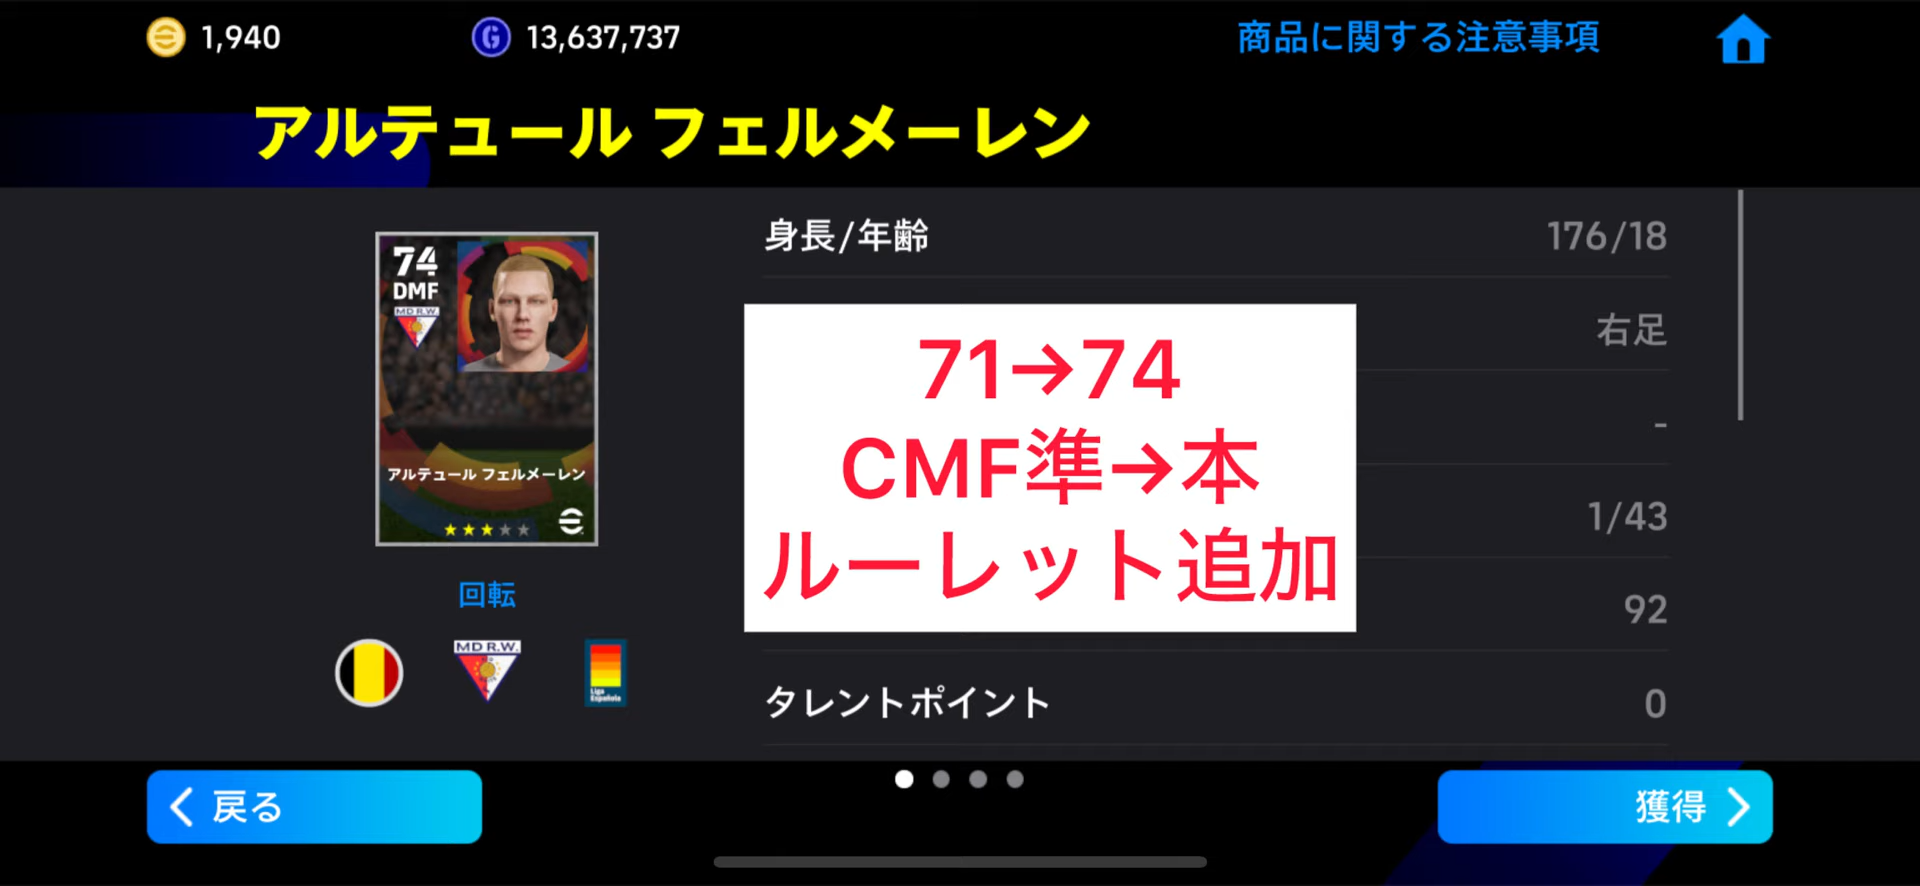 1,940
13,637,737
商品に関する注意事項
アルテュール フェルメーレン
74
DMF
MD R.W.
アルテュール フェルメーレン
回転
MD R.W.
Liga
Española
身長/年齢 176/18
右足
-
1/43
92
71→74
CMF準→本
ルーレット追加
タレントポイント 0
戻る
獲得